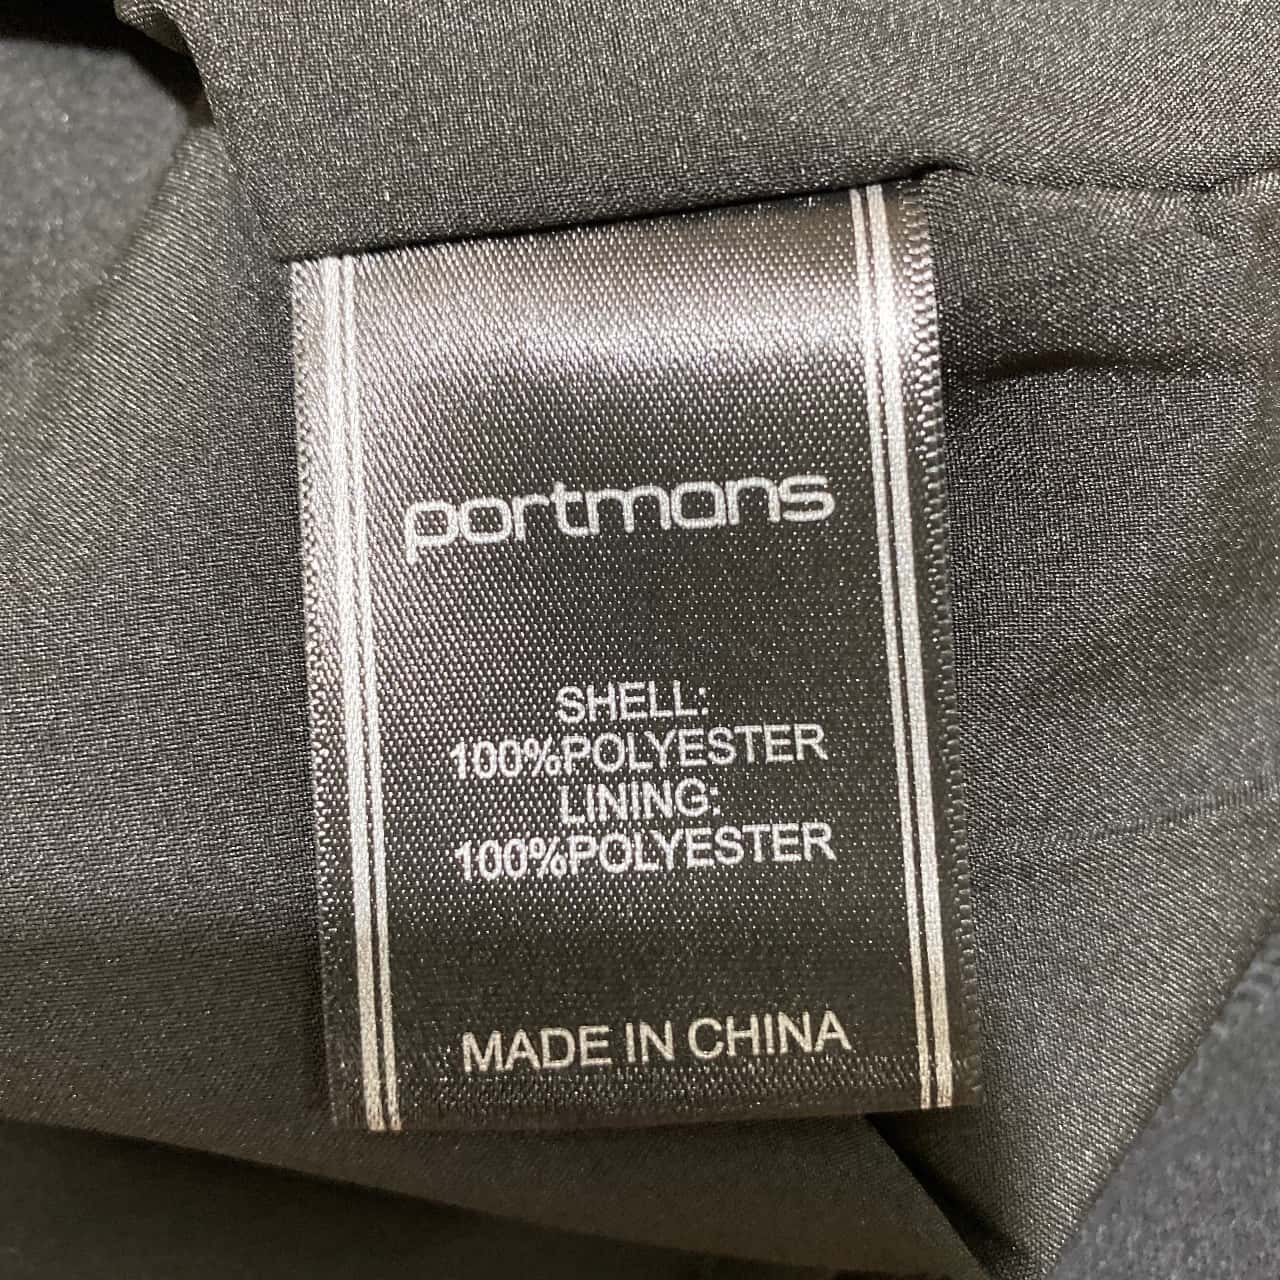 portmans
SHELL:
100%POLYESTER
LINING:
100%POLYESTER
MADE IN CHINA